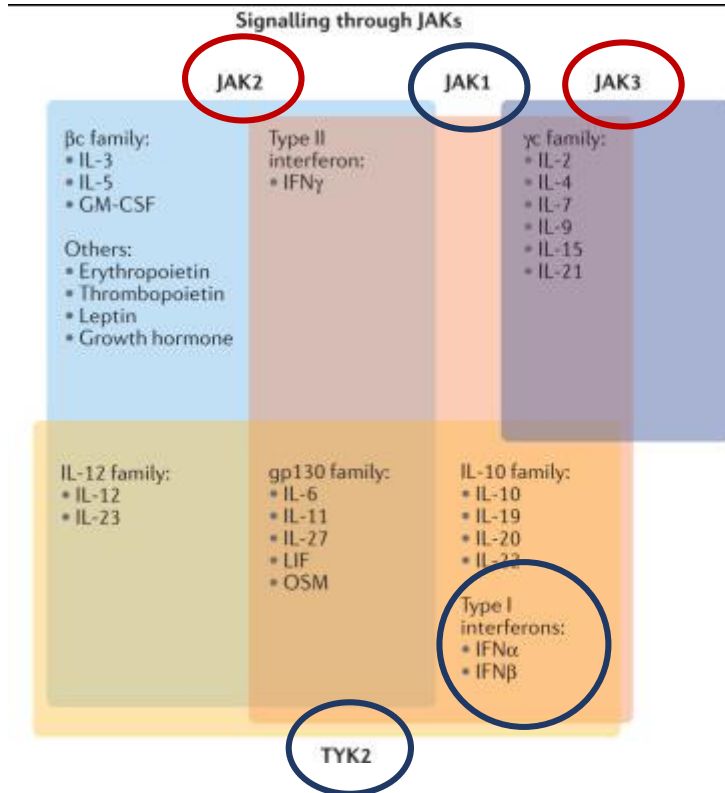 Signalling through JAKs
JAK2
JAK1
JAK3
βc family:
• IL-3
• IL-5
• GM-CSF
Others:
• Erythropoietin
• Thrombopoietin
• Leptin
• Growth hormone
Type II
interferon:
• IFNγ
γc family:
• IL-2
• IL-4
• IL-7
• IL-9
• IL-15
• IL-21
IL-12 family:
• IL-12
• IL-23
gp130 family:
• IL-6
• IL-11
• IL-27
• LIF
• OSM
IL-10 family:
• IL-10
• IL-19
• IL-20
• IL-22
Type I
interferons:
• IFNα
• IFNβ
TYK2